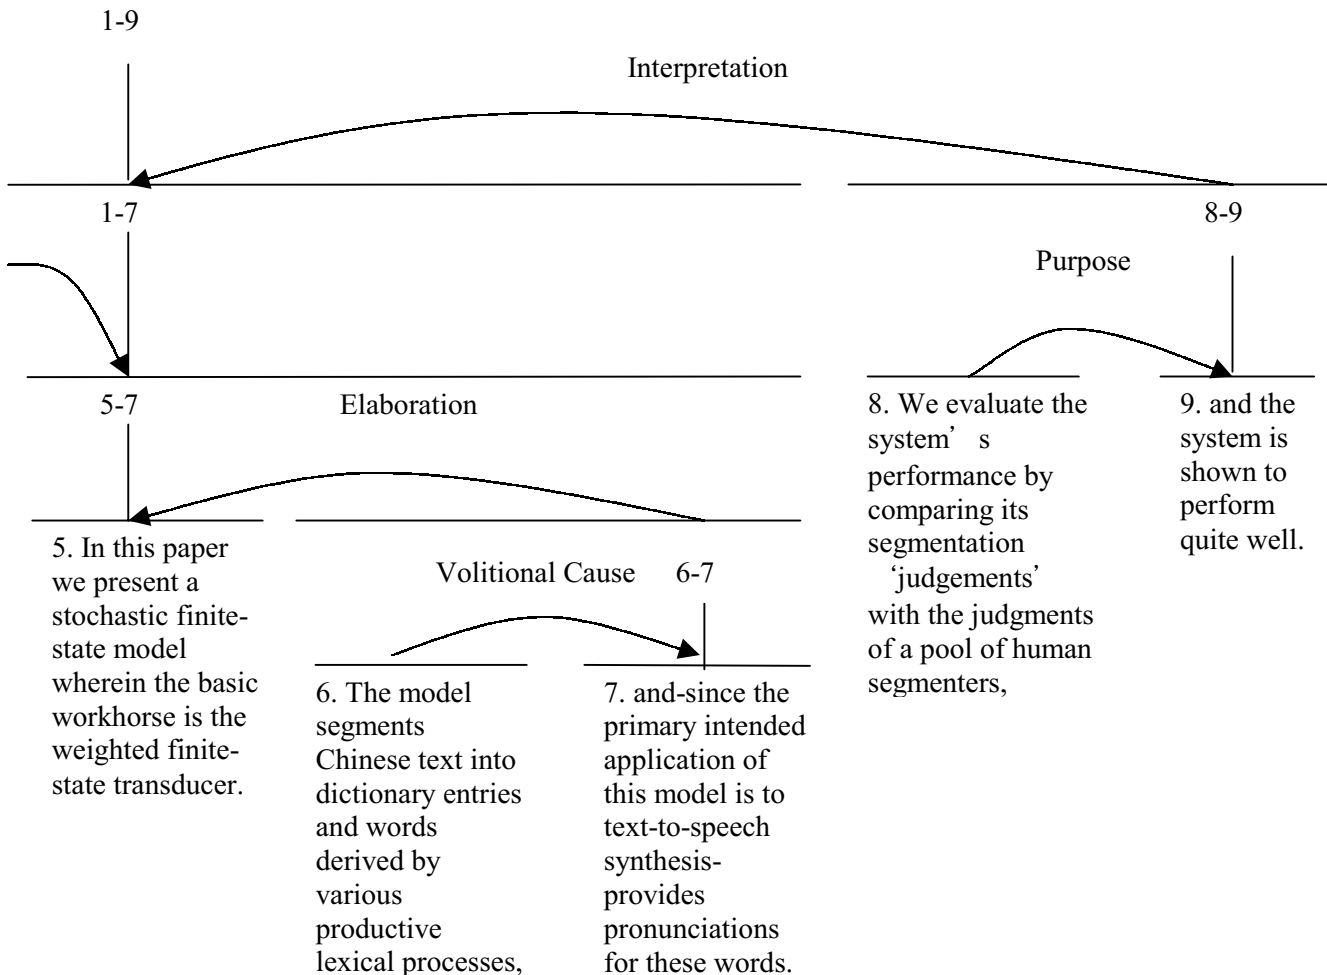 1-9
Interpretation
1-7
8-9
Purpose
5-7
Elaboration
5. In this paper
we present a
stochastic finite-
state model
wherein the basic
workhorse is the
weighted finite-
state transducer.
Volitional Cause
6-7
6. The model
segments
Chinese text into
dictionary entries
and words
derived by
various
productive
lexical processes,
7. and-since the
primary intended
application of
this model is to
text-to-speech
synthesis-
provides
pronunciations
for these words.
8. We evaluate the
system’ s
performance by
comparing its
segmentation
‘judgements’
with the judgments
of a pool of human
segmenters,
9. and the
system is
shown to
perform
quite well.